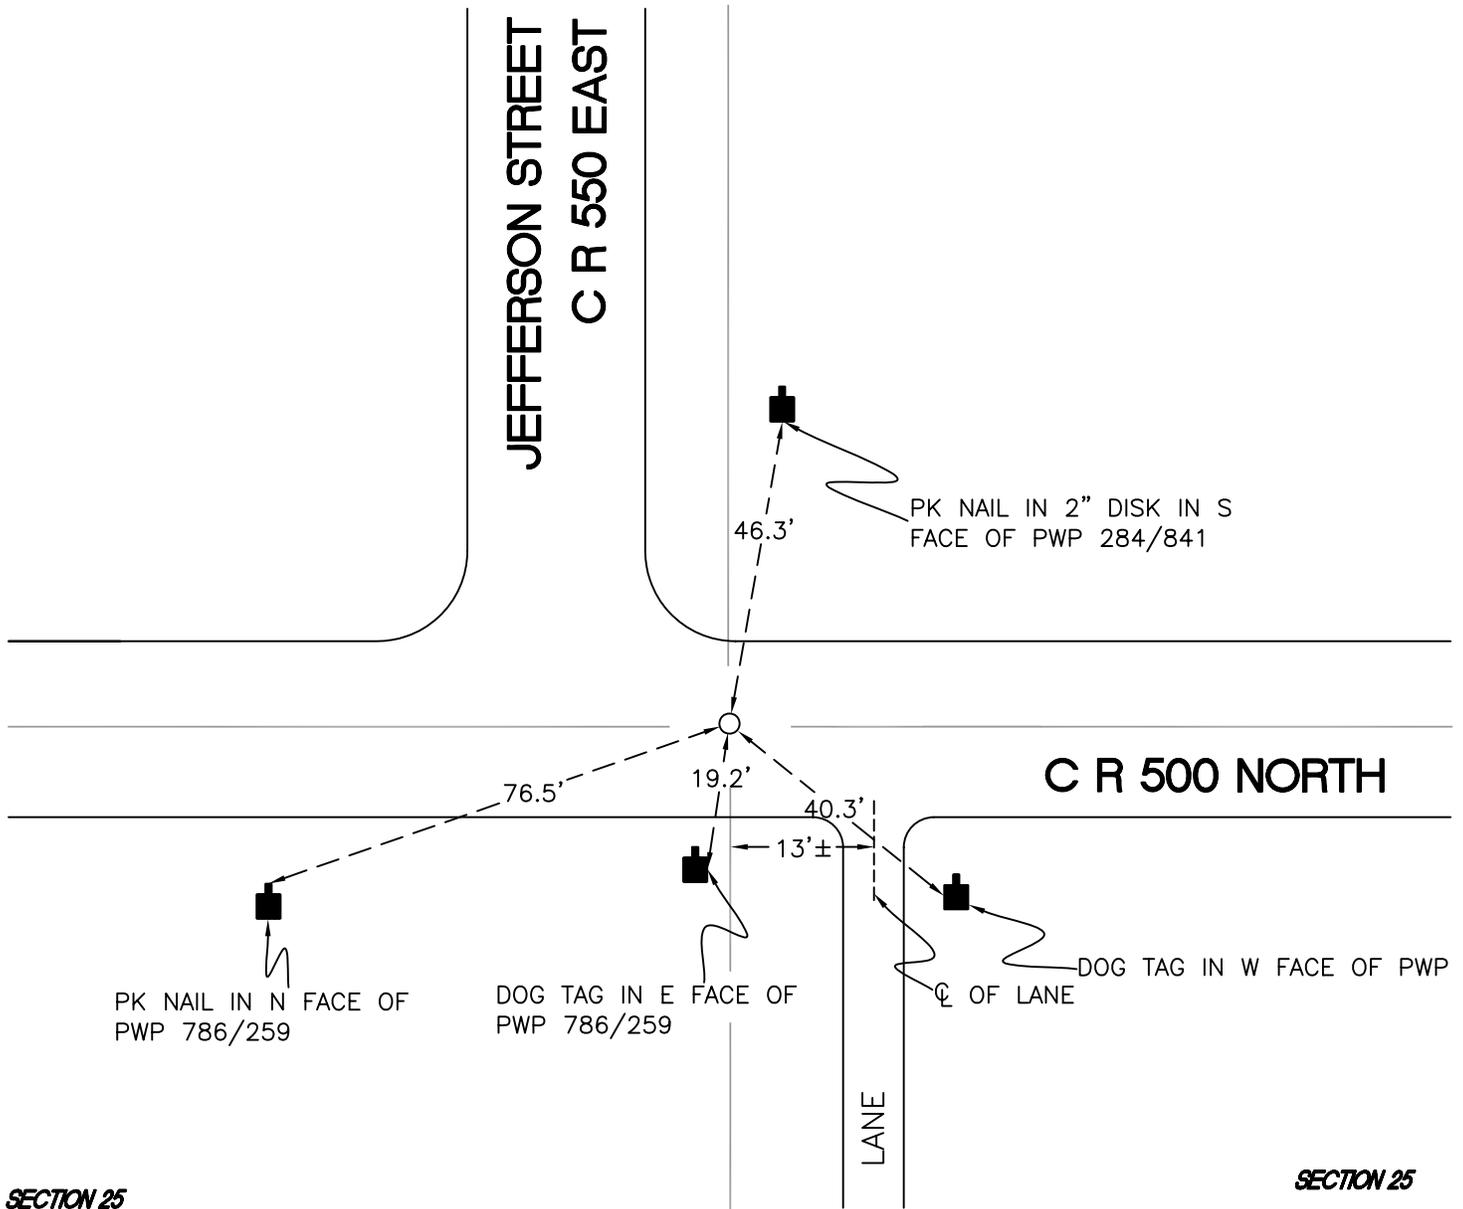 JEFFERSON STREET
C R 550 EAST
PK NAIL IN 2” DISK IN S
FACE OF PWP 284/841
46.3’
C R 500 NORTH
76.5’
19.2’
40.3’
13’±
DOG TAG IN W FACE OF PWP
PK NAIL IN N FACE OF
PWP 786/259
DOG TAG IN E FACE OF
PWP 786/259
℄ OF LANE
LANE
SECTION 25
SECTION 25